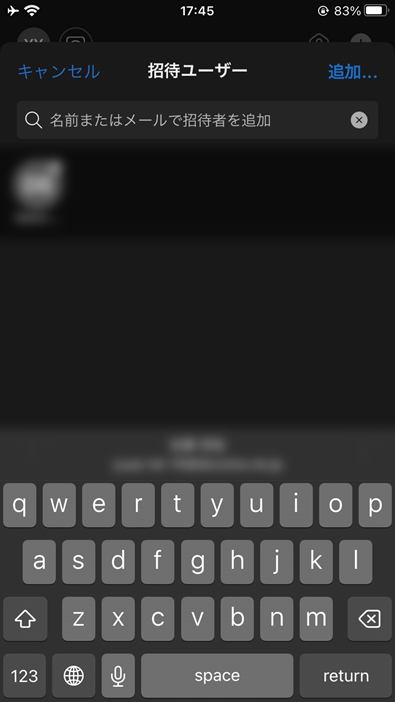 17:45
83%
キャンセル
招待ユーザー
追加...
名前またはメールで招待者を追加
q w e r t y u i o p
a s d f g h j k l
z x c v b n m
123
space
return